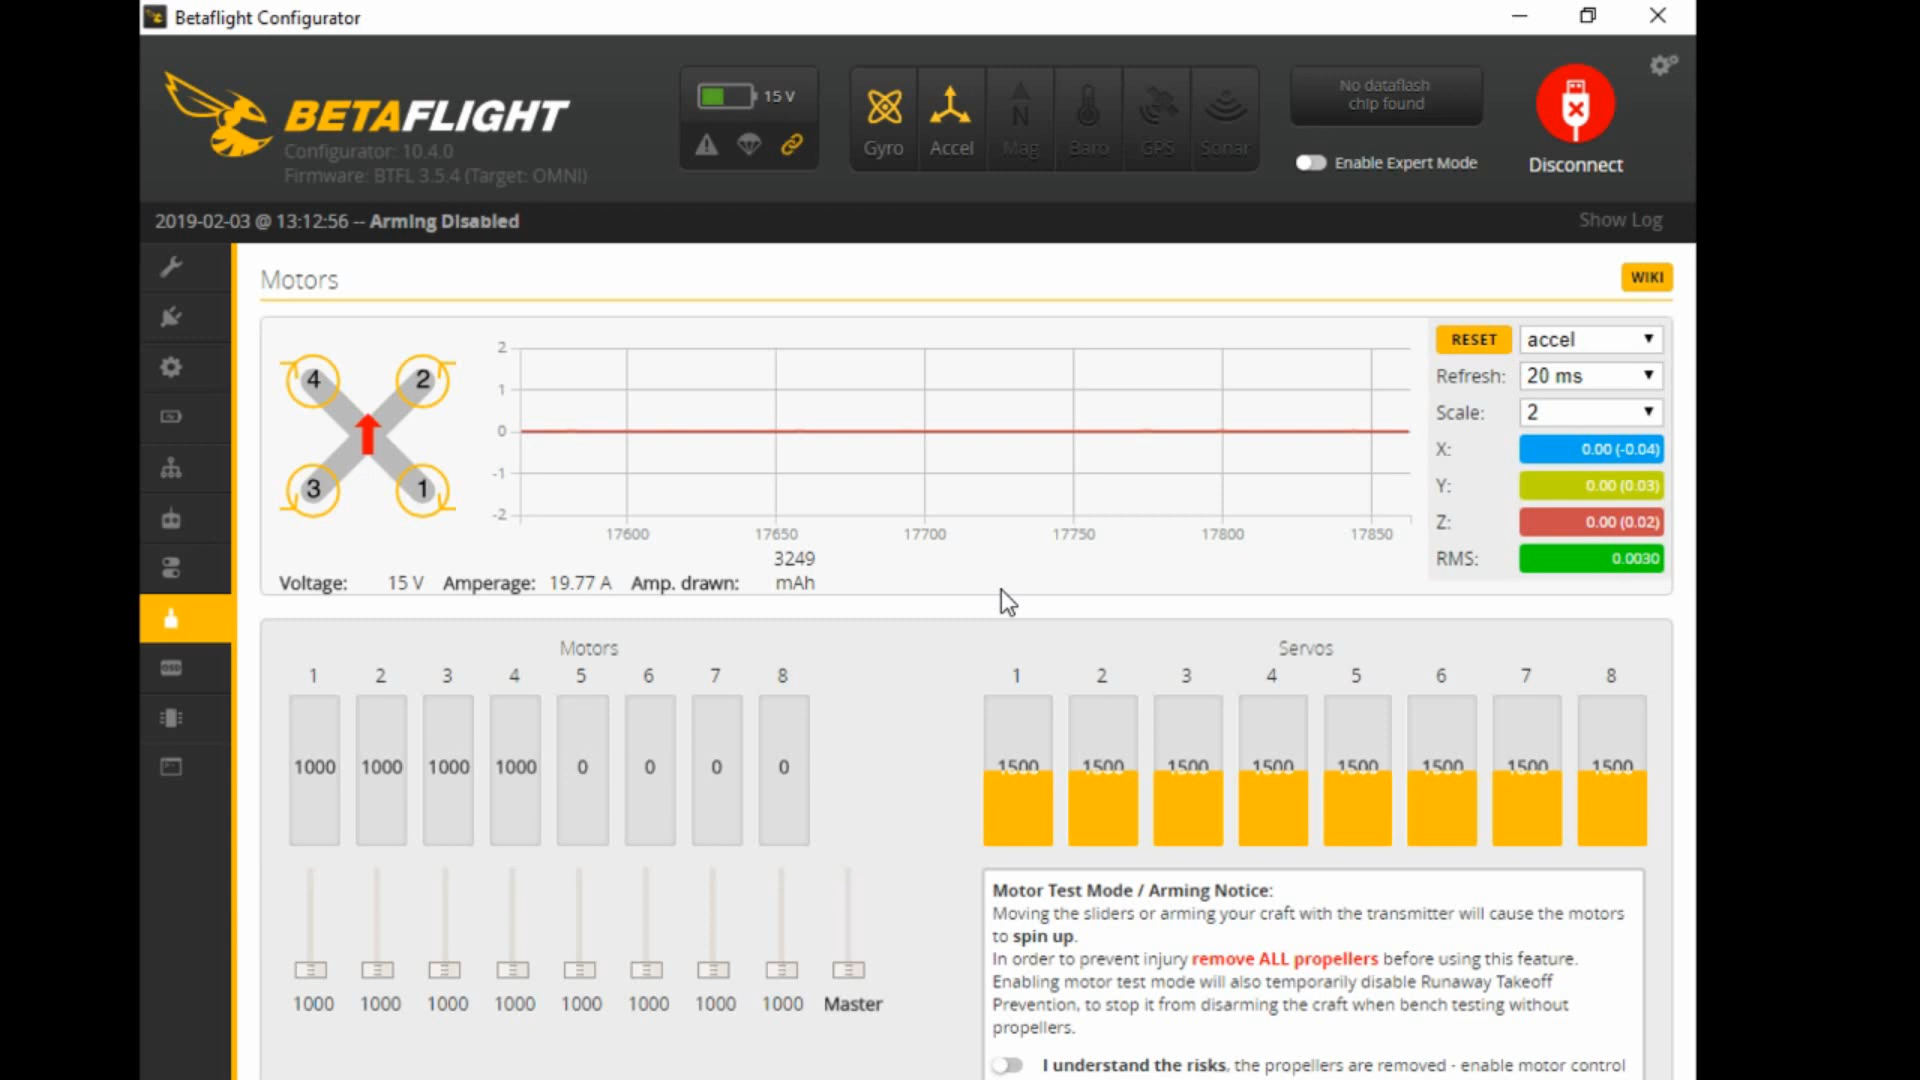 Betaflight Configurator
BETAFLIGHT
Configurator: 10.4.0
Firmware: BTFL 3.5.4 (Target: OMNI)
15 V
Gyro
Accel
Mag
Baro
GPS
Sonar
No dataflash
chip found
Enable Expert Mode
Disconnect
2019-02-03 @ 13:12:56 -- Arming Disabled
Show Log
Motors
WIKI
4
2
3
1
2
1
0
-1
-2
17600
17650
17700
17750
17800
17850
RESET
accel
Refresh:
20 ms
Scale:
2
X:
0.00 (-0.04)
Y:
0.00 (0.03)
Z:
0.00 (0.02)
RMS:
0.0030
Voltage: 15 V Amperage: 19.77 A Amp. drawn: 3249 mAh
Motors
1 2 3 4 5 6 7 8
1000 1000 1000 1000 0 0 0 0
1000 1000 1000 1000 1000 1000 1000 1000 Master
Servos
1 2 3 4 5 6 7 8
1500 1500 1500 1500 1500 1500 1500 1500
Motor Test Mode / Arming Notice:
Moving the sliders or arming your craft with the transmitter will cause the motors
to spin up.
In order to prevent injury remove ALL propellers before using this feature.
Enabling motor test mode will also temporarily disable Runaway Takeoff
Prevention, to stop it from disarming the craft when bench testing without
propellers.
I understand the risks, the propellers are removed - enable motor control